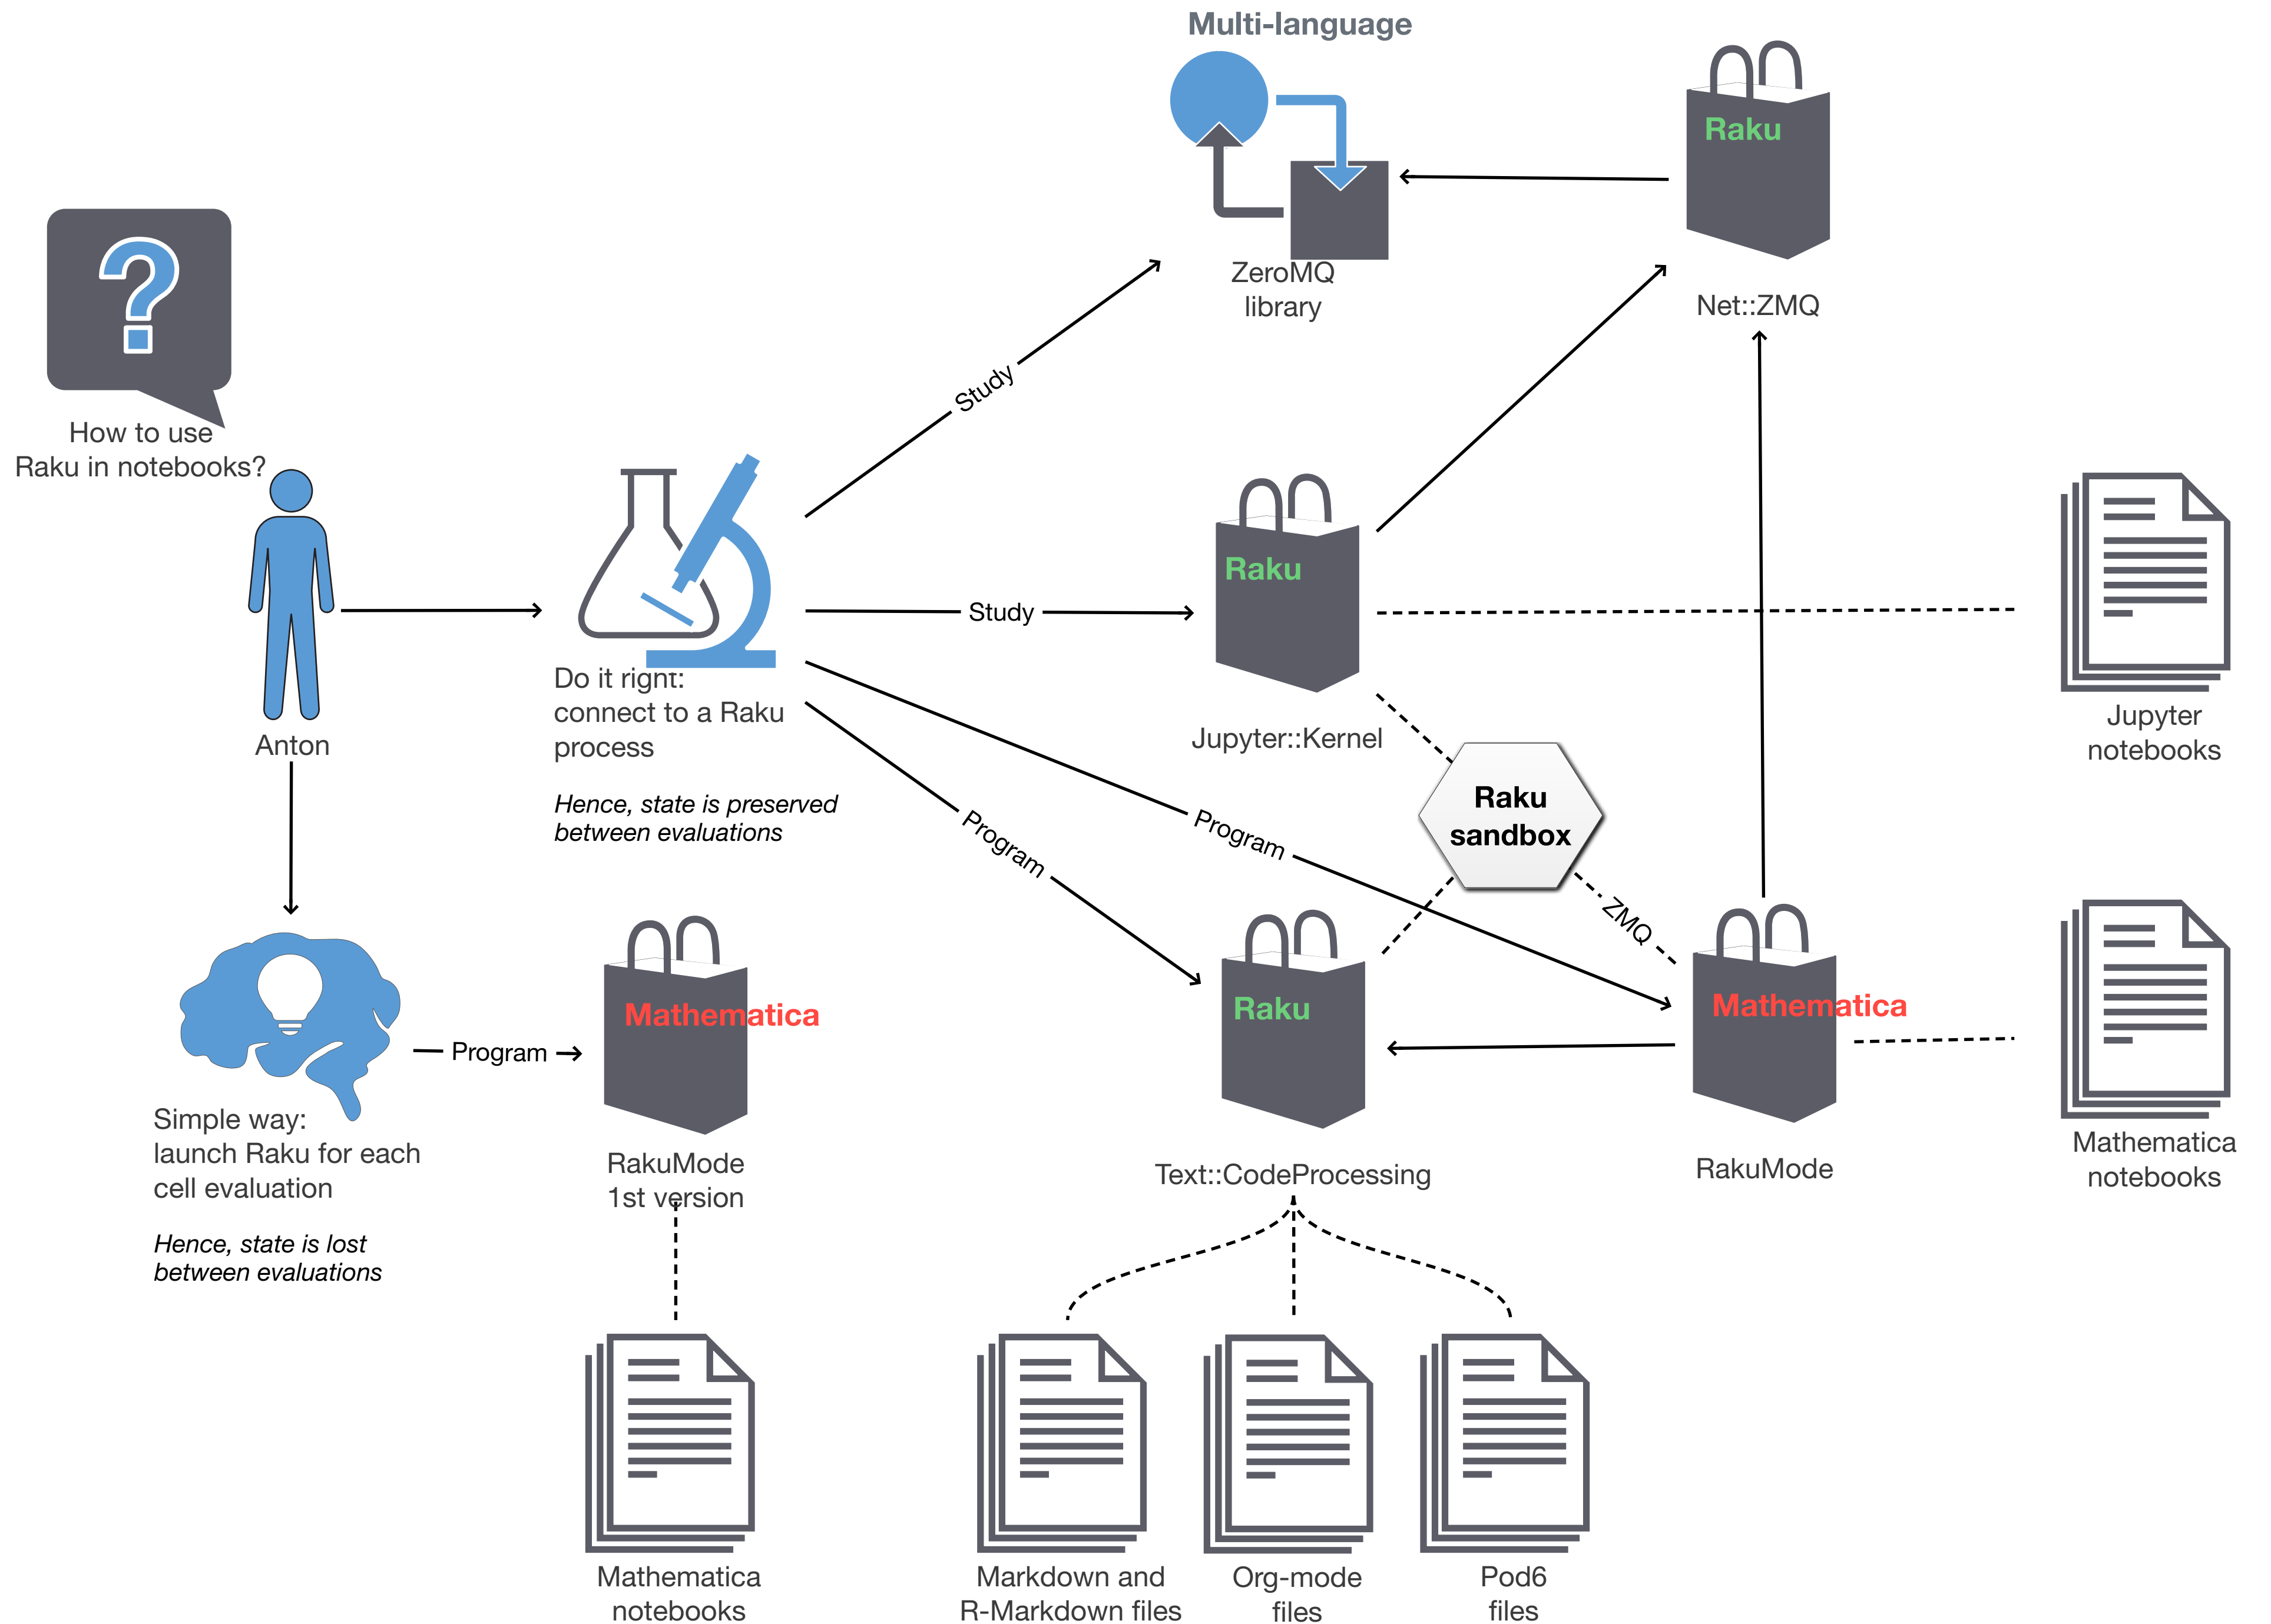 Multi-language
Raku
ZeroMQ
library
Net::ZMQ
How to use
Raku in notebooks?
Study
Anton
Do it right:
connect to a Raku
process
Hence, state is preserved
between evaluations
Study
Raku
Jupyter::Kernel
Jupyter
notebooks
Raku
sandbox
Program
Program
ZMQ
Simple way:
launch Raku for each
cell evaluation
Hence, state is lost
between evaluations
Program
Mathematica
RakuMode
1st version
Raku
Text::CodeProcessing
Mathematica
RakuMode
Mathematica
notebooks
Mathematica
notebooks
Markdown and
R-Markdown files
Org-mode
files
Pod6
files